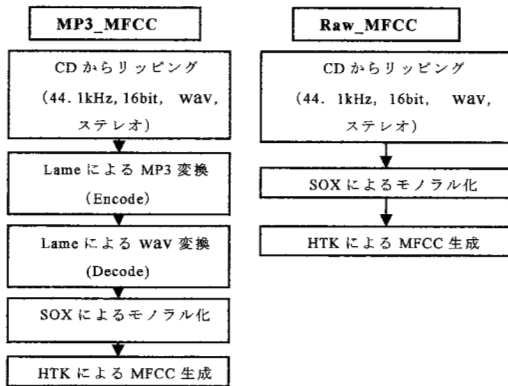 MP3_MFCC
CD からリッピング
(44. 1kHz, 16bit, wav,
ステレオ)
Lame による MP3 変換
(Encode)
Lame による wav 変換
(Decode)
SOX によるモノラル化
HTK による MFCC 生成
Raw_MFCC
CD からリッピング
(44. 1kHz, 16bit, wav,
ステレオ)
SOX によるモノラル化
HTK による MFCC 生成